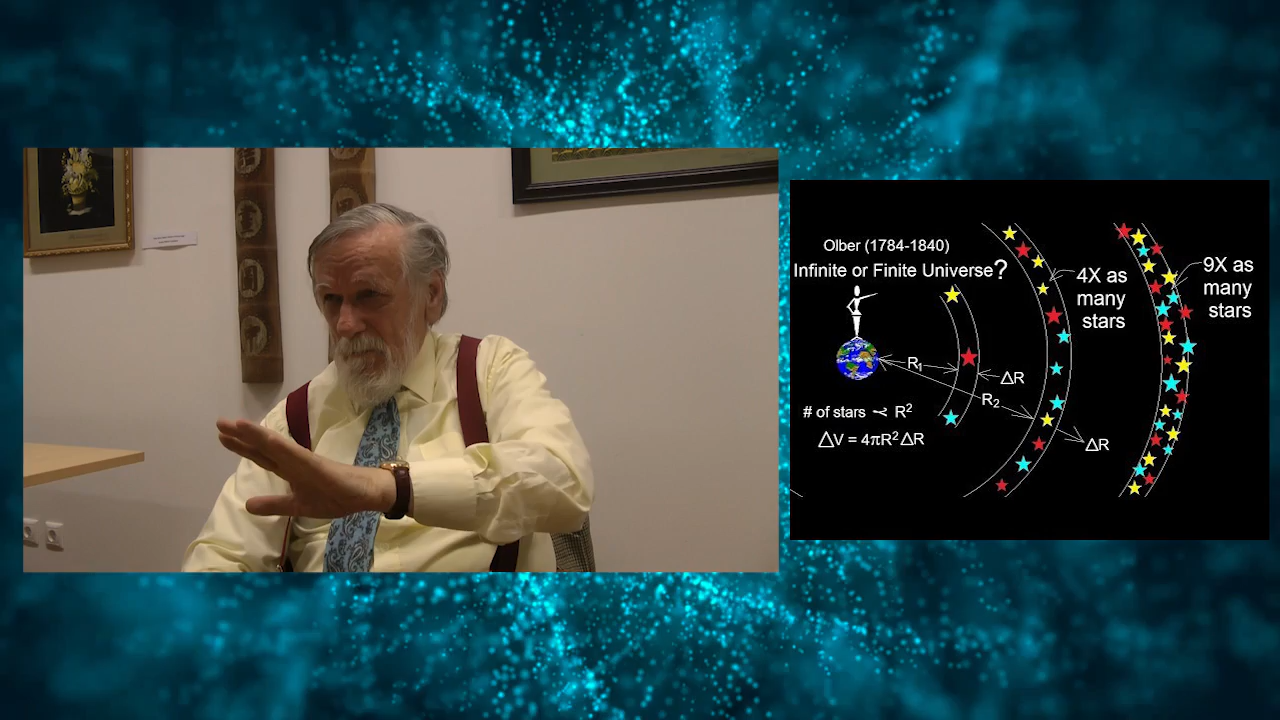 Olber (1784-1840)
Infinite or Finite Universe?
4X as
many
stars
9X as
many
stars
R₁
ΔR
R₂
# of stars ⤙ R²
ΔV = 4πR²ΔR
ΔR